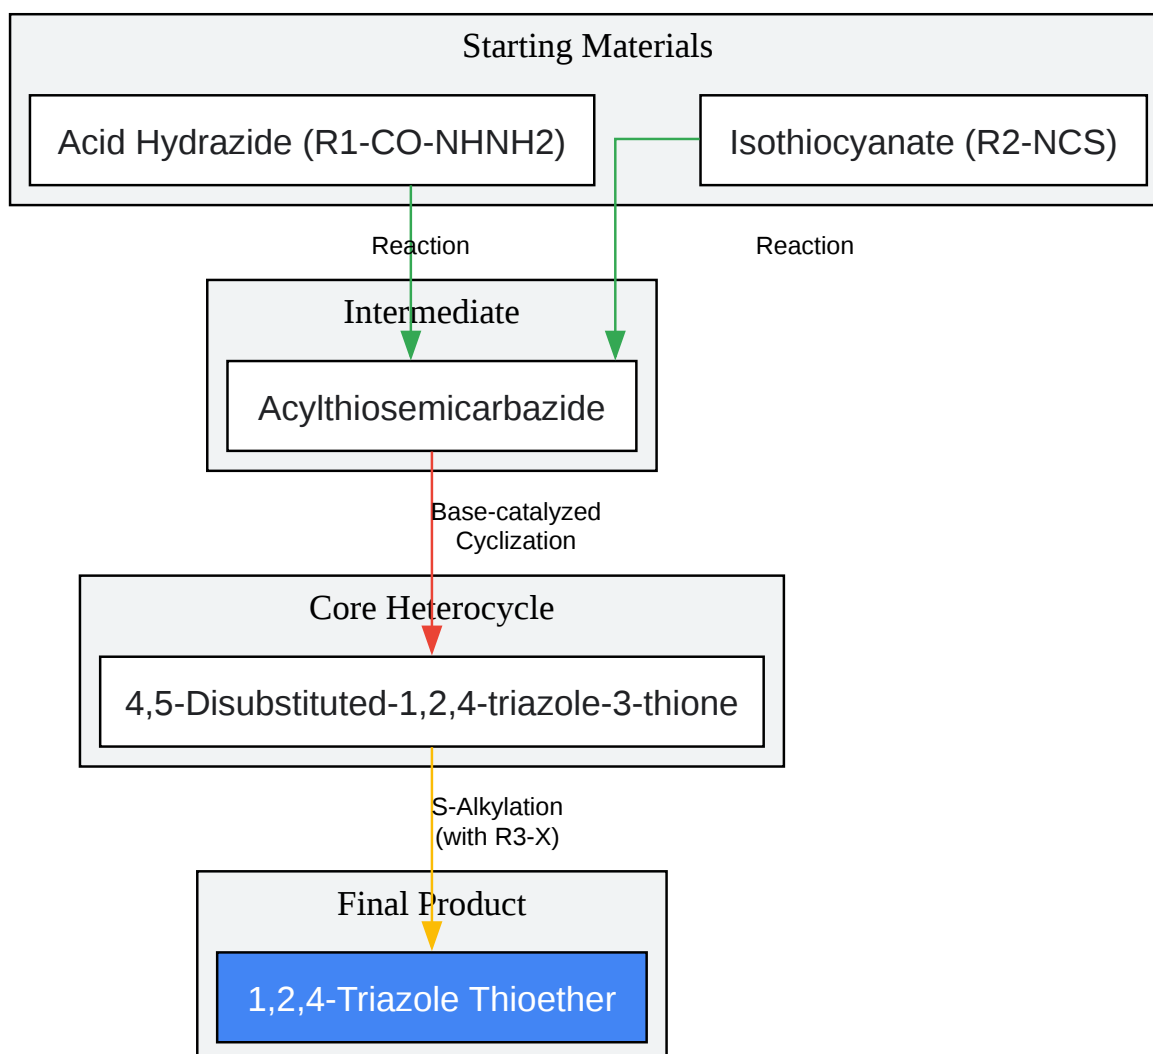 Starting Materials
Acid Hydrazide (R1-CO-NHNH2)
Isothiocyanate (R2-NCS)
Reaction
Reaction
Intermediate
Acylthiosemicarbazide
Base-catalyzed
Cyclization
Core Heterocycle
4,5-Disubstituted-1,2,4-triazole-3-thione
S-Alkylation
(with R3-X)
Final Product
1,2,4-Triazole Thioether